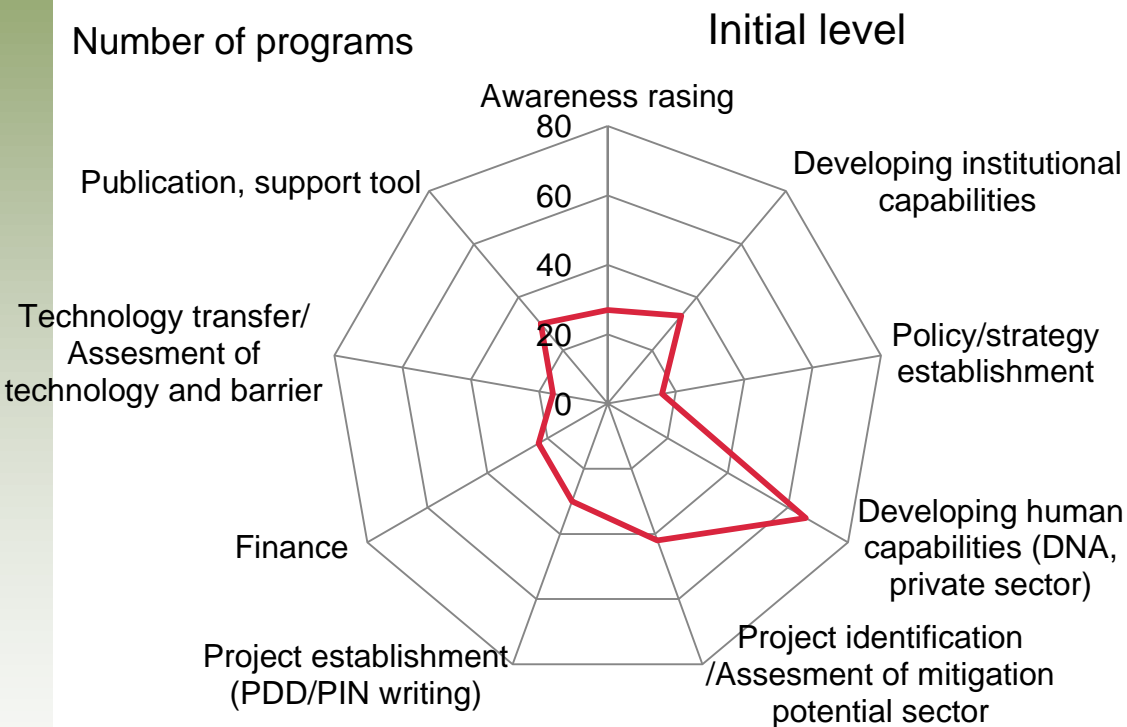 Number of programs
Initial level
Awareness rasing
80
60
40
20
0
Developing institutional
capabilities
Policy/strategy
establishment
Developing human
capabilities (DNA,
private sector)
Project identification
/Assesment of mitigation
potential sector
Project establishment
(PDD/PIN writing)
Finance
Technology transfer/
Assesment of
technology and barrier
Publication, support tool